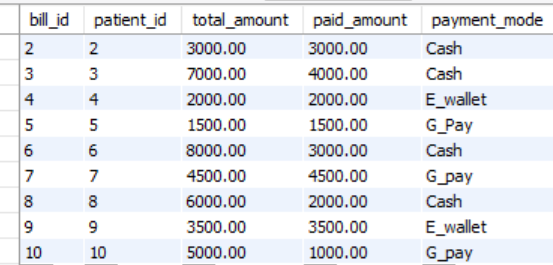 bill_id patient_id total_amount paid_amount payment_mode
2 2 3000.00 3000.00 Cash
3 3 7000.00 4000.00 Cash
4 4 2000.00 2000.00 E_wallet
5 5 1500.00 1500.00 G_Pay
6 6 8000.00 3000.00 Cash
7 7 4500.00 4500.00 G_pay
8 8 6000.00 2000.00 Cash
9 9 3500.00 3500.00 E_wallet
10 10 5000.00 1000.00 G_pay